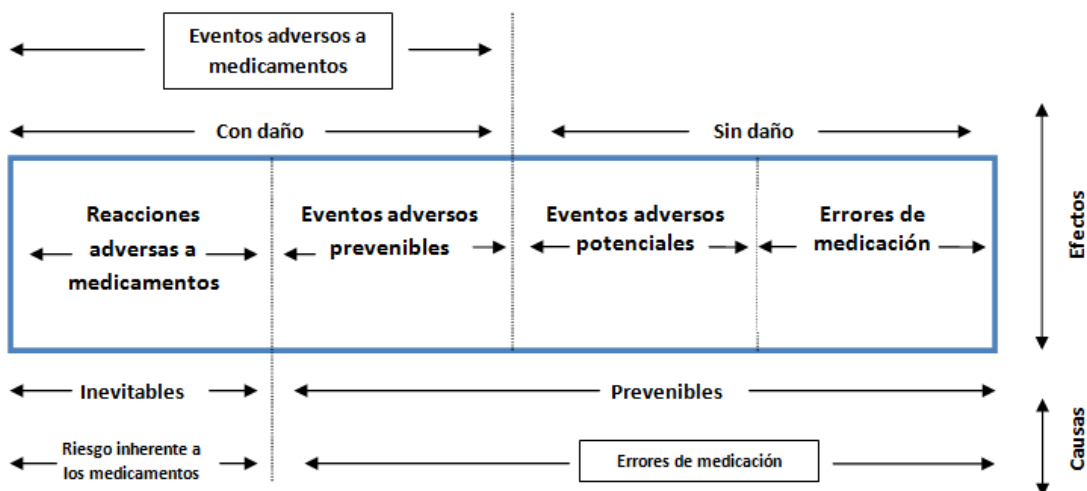 Eventos adversos a
medicamentos
Con daño
Sin daño
Reacciones
adversas a
medicamentos
Eventos adversos
prevenibles
Eventos adversos
potenciales
Errores de
medicación
Efectos
Inevitables
Prevenibles
Riesgo inherente a
los medicamentos
Errores de medicación
Causas